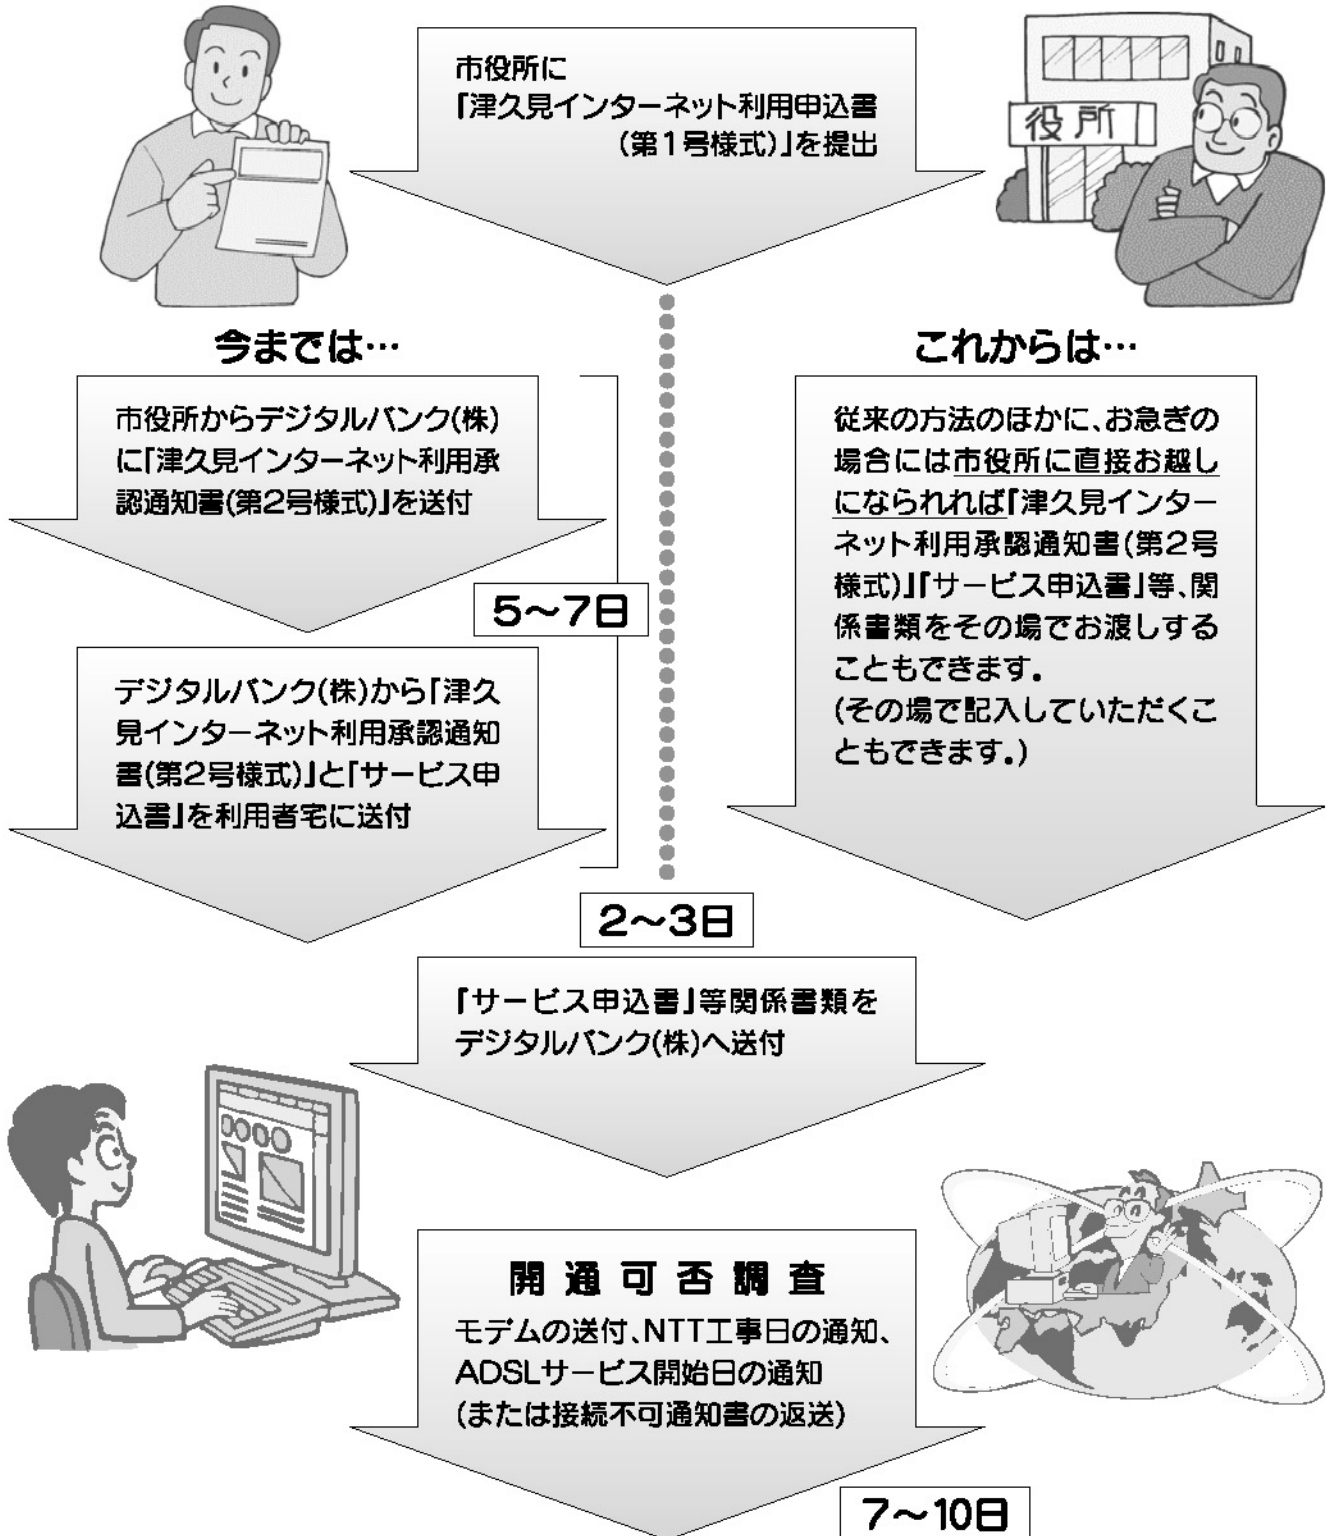 市役所に
『津久見インターネット利用申込書
(第1号様式)』を提出
役所
今までは…
市役所からデジタルバンク(株)
に『津久見インターネット利用承
認通知書(第2号様式)』を送付
5～7日
デジタルバンク(株)から『津久
見インターネット利用承認通知
書(第2号様式)』と『サービス申
込書』を利用者宅に送付
これからは…
従来の方法のほかに、お急ぎの
場合には市役所に直接お越し
になられれば『津久見インター
ネット利用承認通知書(第2号
様式)』『サービス申込書』等、関
係書類をその場でお渡しする
こともできます。
(その場で記入していただくこ
ともできます。)
2～3日
『サービス申込書』等関係書類を
デジタルバンク(株)へ送付
開通可否調査
モデムの送付、NTT工事日の通知、
ADSLサービス開始日の通知
(または接続不可通知書の返送)
7～10日